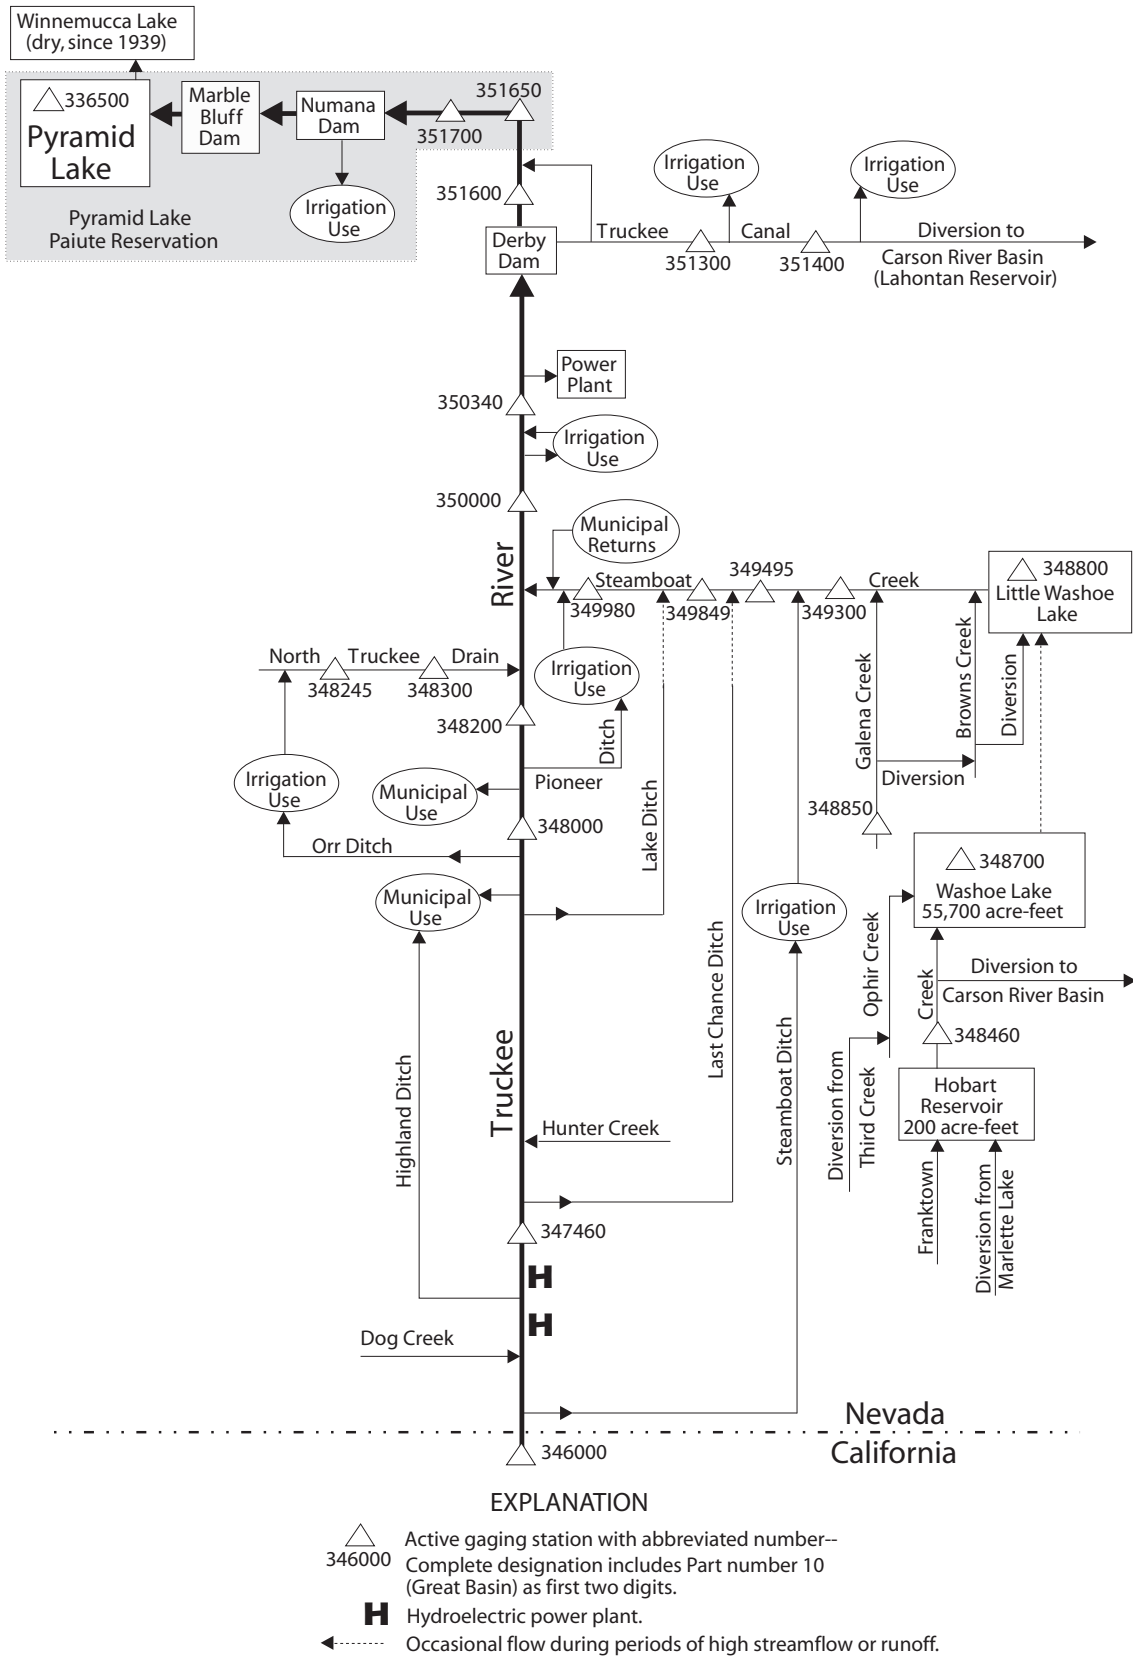 Winnemucca Lake
(dry, since 1939)
336500
Pyramid
Lake
Marble
Bluff
Dam
Numana
Dam
351700
351650
Irrigation
Use
Pyramid Lake
Paiute Reservation
351600
Derby
Dam
Truckee
Canal
351300
351400
Irrigation
Use
Irrigation
Use
Diversion to
Carson River Basin
(Lahontan Reservoir)
Power
Plant
350340
Irrigation
Use
350000
Municipal
Returns
River
Steamboat
Creek
349980
349849
349495
349300
348800
Little Washoe
Lake
North
Truckee
Drain
348245
348300
Irrigation
Use
348200
Ditch
Pioneer
Galena Creek
Browns Creek
Diversion
Diversion
Irrigation
Use
Municipal
Use
348000
348850
Orr Ditch
Lake Ditch
348700
Washoe Lake
55,700 acre-feet
Municipal
Use
Irrigation
Use
Ophir Creek
Creek
Diversion to
Carson River Basin
348460
Last Chance Ditch
Steamboat Ditch
Highland Ditch
Truckee
Hunter Creek
Diversion from
Third Creek
Hobart
Reservoir
200 acre-feet
Franktown
Diversion from
Marlette Lake
347460
H
H
Dog Creek
Nevada
California
346000
EXPLANATION
346000
Active gaging station with abbreviated number--
Complete designation includes Part number 10
(Great Basin) as first two digits.
H Hydroelectric power plant.
Occasional flow during periods of high streamflow or runoff.